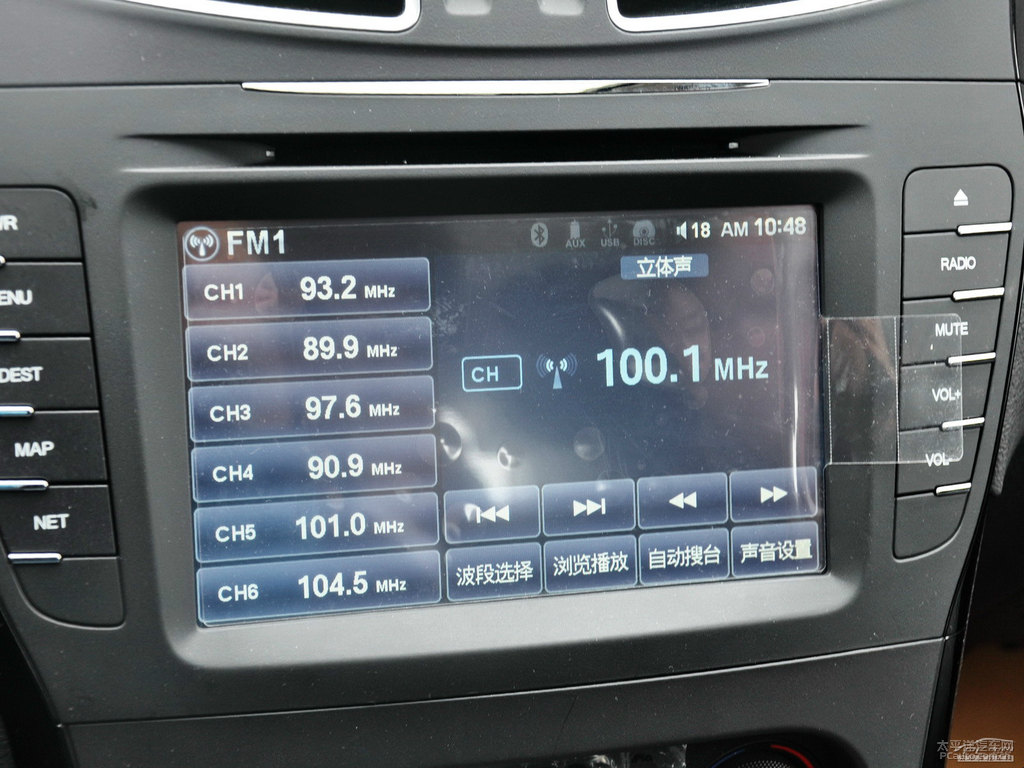 FM1
AUX USB DISC 18 AM 10:48
立体声
CH1 93.2 MHz
CH2 89.9 MHz
CH3 97.6 MHz
CH4 90.9 MHz
CH5 101.0 MHz
CH6 104.5 MHz
CH 100.1 MHz
波段选择 浏览播放 自动搜台 声音设置
DEST
MAP
NET
RADIO
MUTE
VOL+
VOL-
太平洋汽车网
PCauto.com.cn